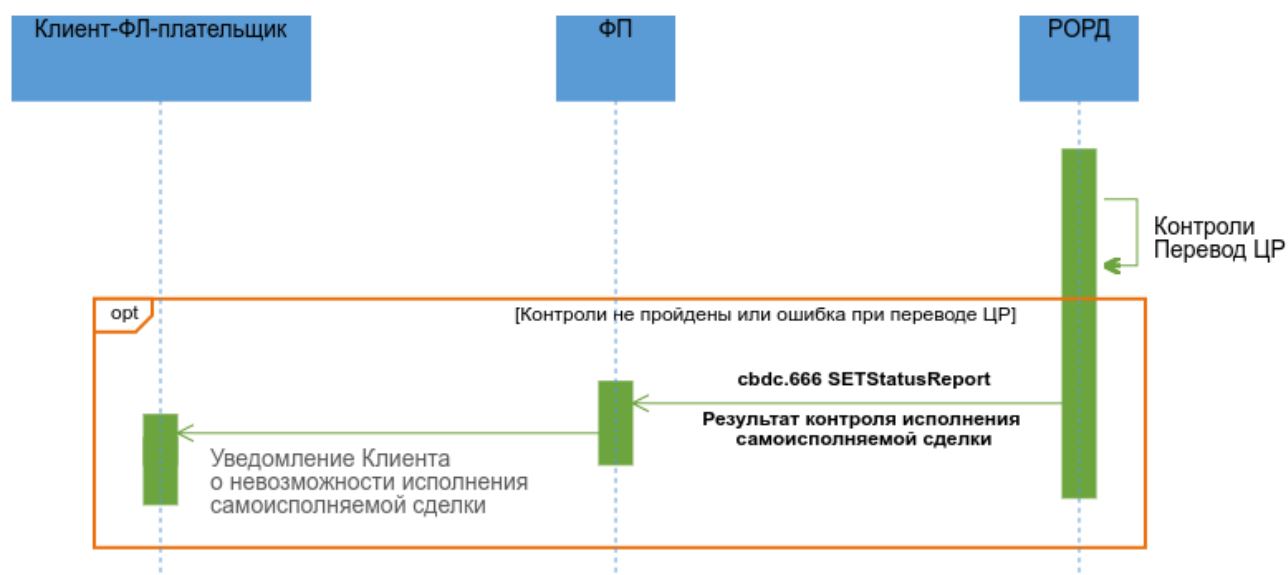 Клиент-ФЛ-плательщик
ФП
РОРД
Контроли
Перевод ЦР
opt
[Контроли не пройдены или ошибка при переводе ЦР]
cbdc.666 SETStatusReport
Результат контроля исполнения
самоисполняемой сделки
Уведомление Клиента
о невозможности исполнения
самоисполняемой сделки